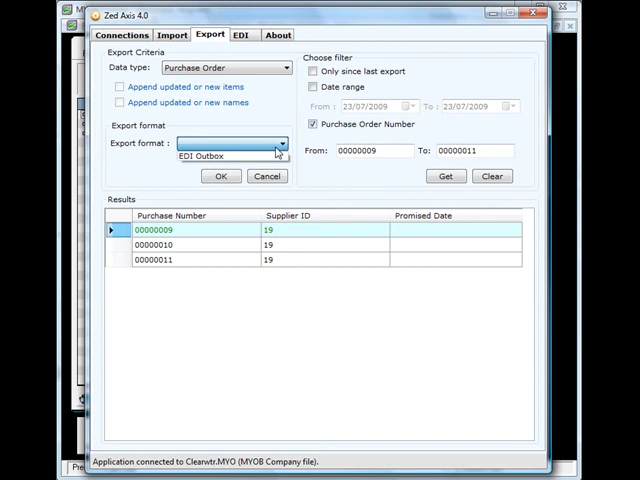 Zed Axis 4.0
Connections Import Export EDI About
Export Criteria
Data type: Purchase Order
Append updated or new items
Append updated or new names
Export format
Export format :
EDI Outbox
OK Cancel
Choose filter
Only since last export
Date range
From : 23/07/2009 To : 23/07/2009
Purchase Order Number
From: 00000009 To: 00000011
Get Clear
Results
Purchase Number Supplier ID Promised Date
00000009 19
00000010 19
00000011 19
Application connected to Clearwtr.MYO (MYOB Company file).